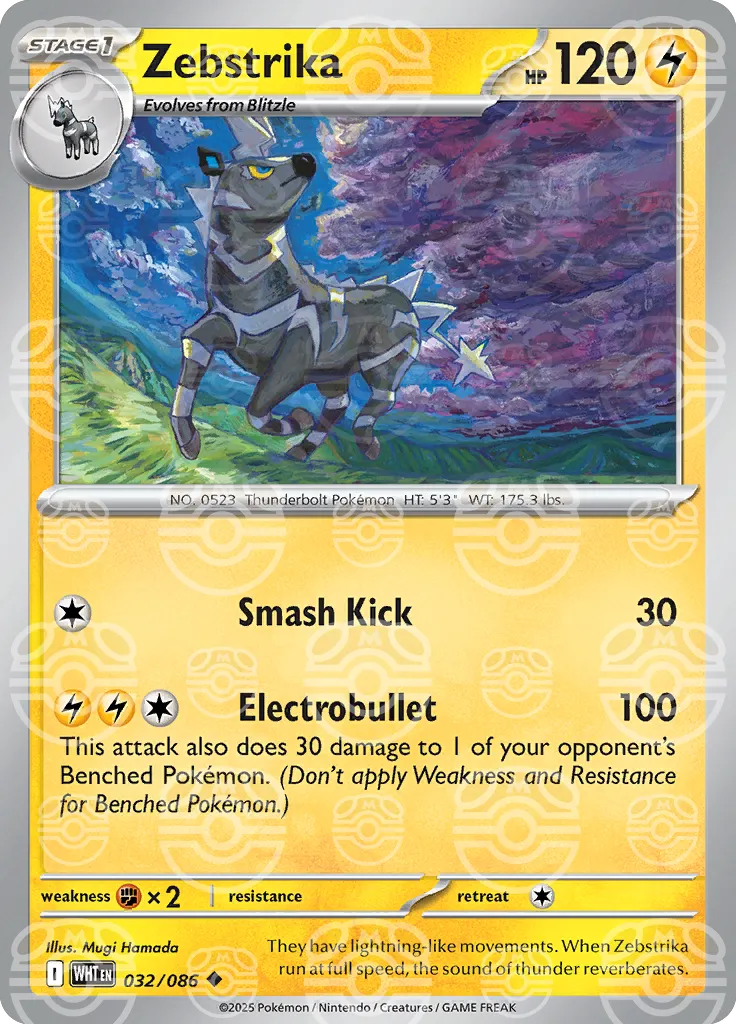 STAGE 1
Zebstrika
HP 120
Evolves from Blitzle
NO. 0523 Thunderbolt Pokémon HT: 5'3" WT: 175.3 lbs.
Smash Kick 30
Electrobullet 100
This attack also does 30 damage to 1 of your opponent's
Benched Pokémon. (Don't apply Weakness and Resistance
for Benched Pokémon.)
weakness ×2 resistance retreat
Illus. Mugi Hamada
They have lightning-like movements. When Zebstrika
run at full speed, the sound of thunder reverberates.
I WHT EN 032/086
©2025 Pokémon / Nintendo / Creatures / GAME FREAK